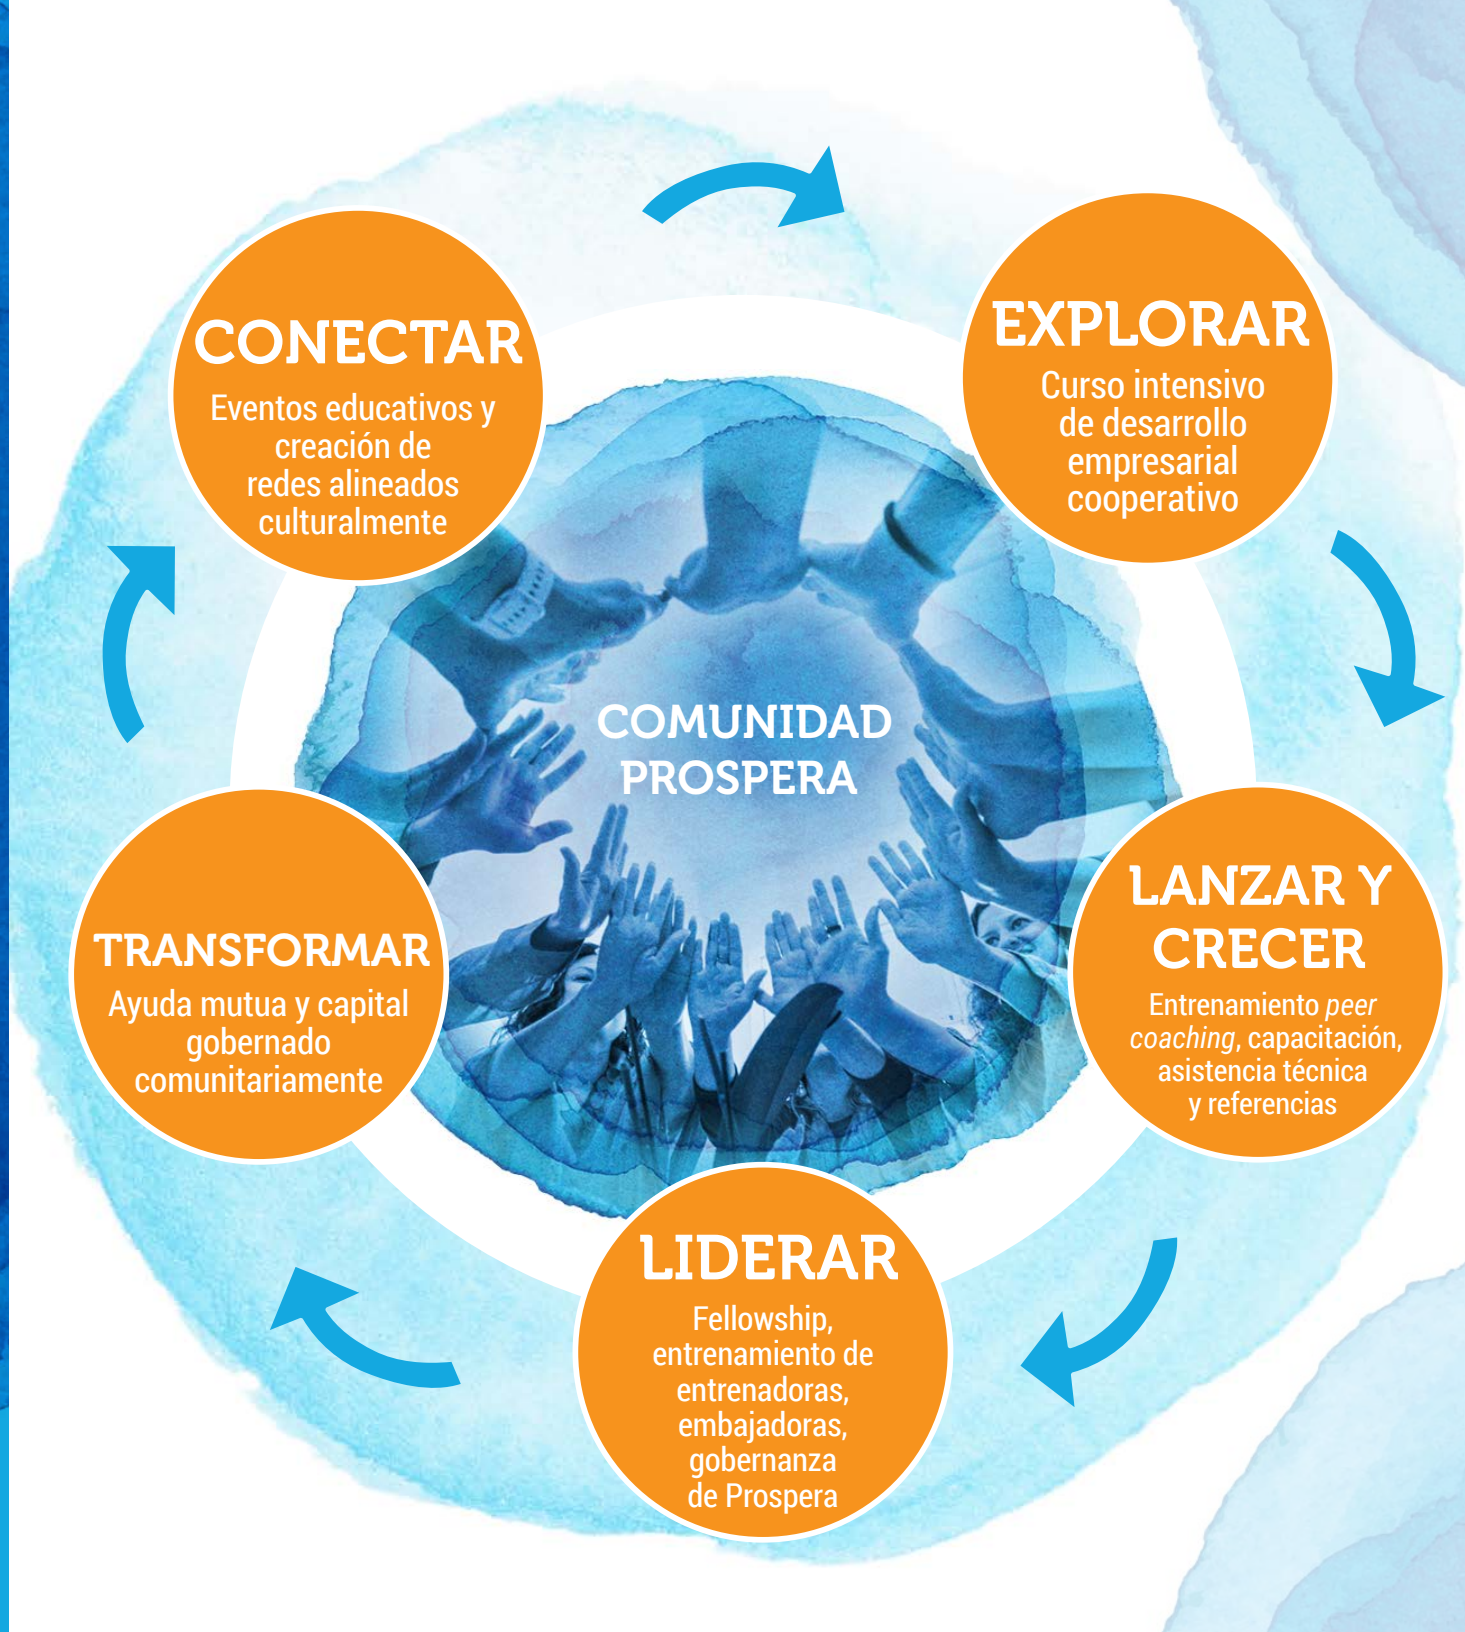 CONECTAR
Eventos educativos y
creación de
redes alineados
culturalmente
EXPLORAR
Curso intensivo
de desarrollo
empresarial
cooperativo
COMUNIDAD
PROSPERA
LANZAR Y
CRECER
Entrenamiento peer
coaching, capacitación,
asistencia técnica
y referencias
LIDERAR
Fellowship,
entrenamiento de
entrenadoras,
embajadoras,
gobernanza
de Prospera
TRANSFORMAR
Ayuda mutua y capital
gobernado
comunitariamente